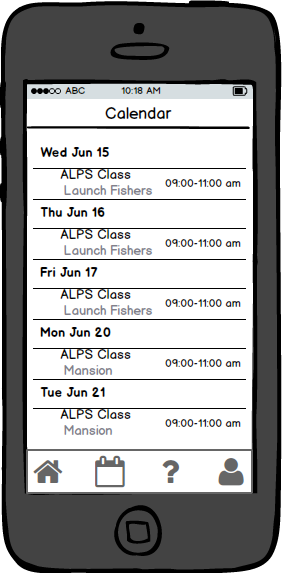 ABC 10:18 AM
Calendar
Wed Jun 15
ALPS Class
Launch Fishers 09:00-11:00 am
Thu Jun 16
ALPS Class
Launch Fishers 09:00-11:00 am
Fri Jun 17
ALPS Class
Launch Fishers 09:00-11:00 am
Mon Jun 20
ALPS Class
Mansion 09:00-11:00 am
Tue Jun 21
ALPS Class
Mansion 09:00-11:00 am
?